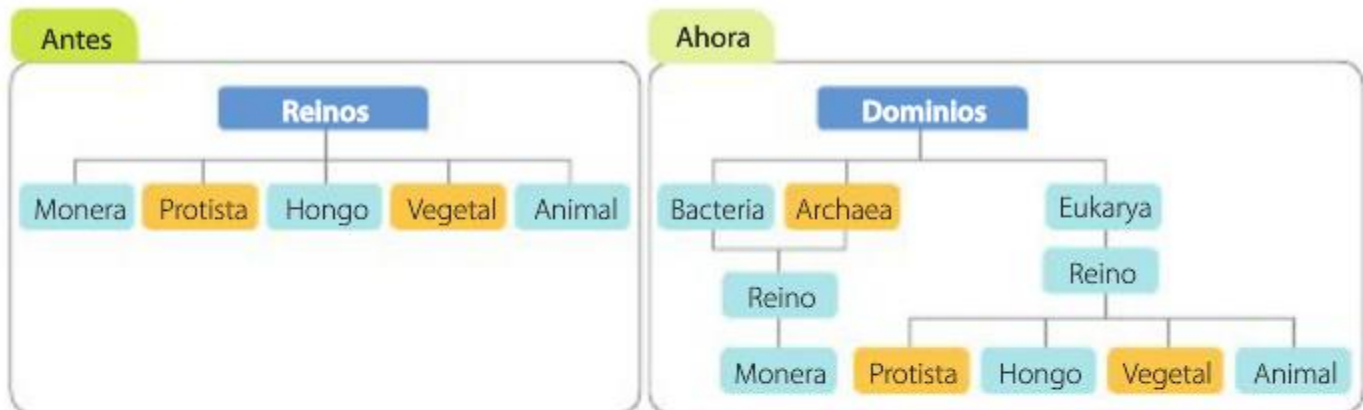 Antes
Reinos
Monera Protista Hongo Vegetal Animal
Ahora
Dominios
Bacteria Archaea Eukarya
Reino
Reino
Monera Protista Hongo Vegetal Animal